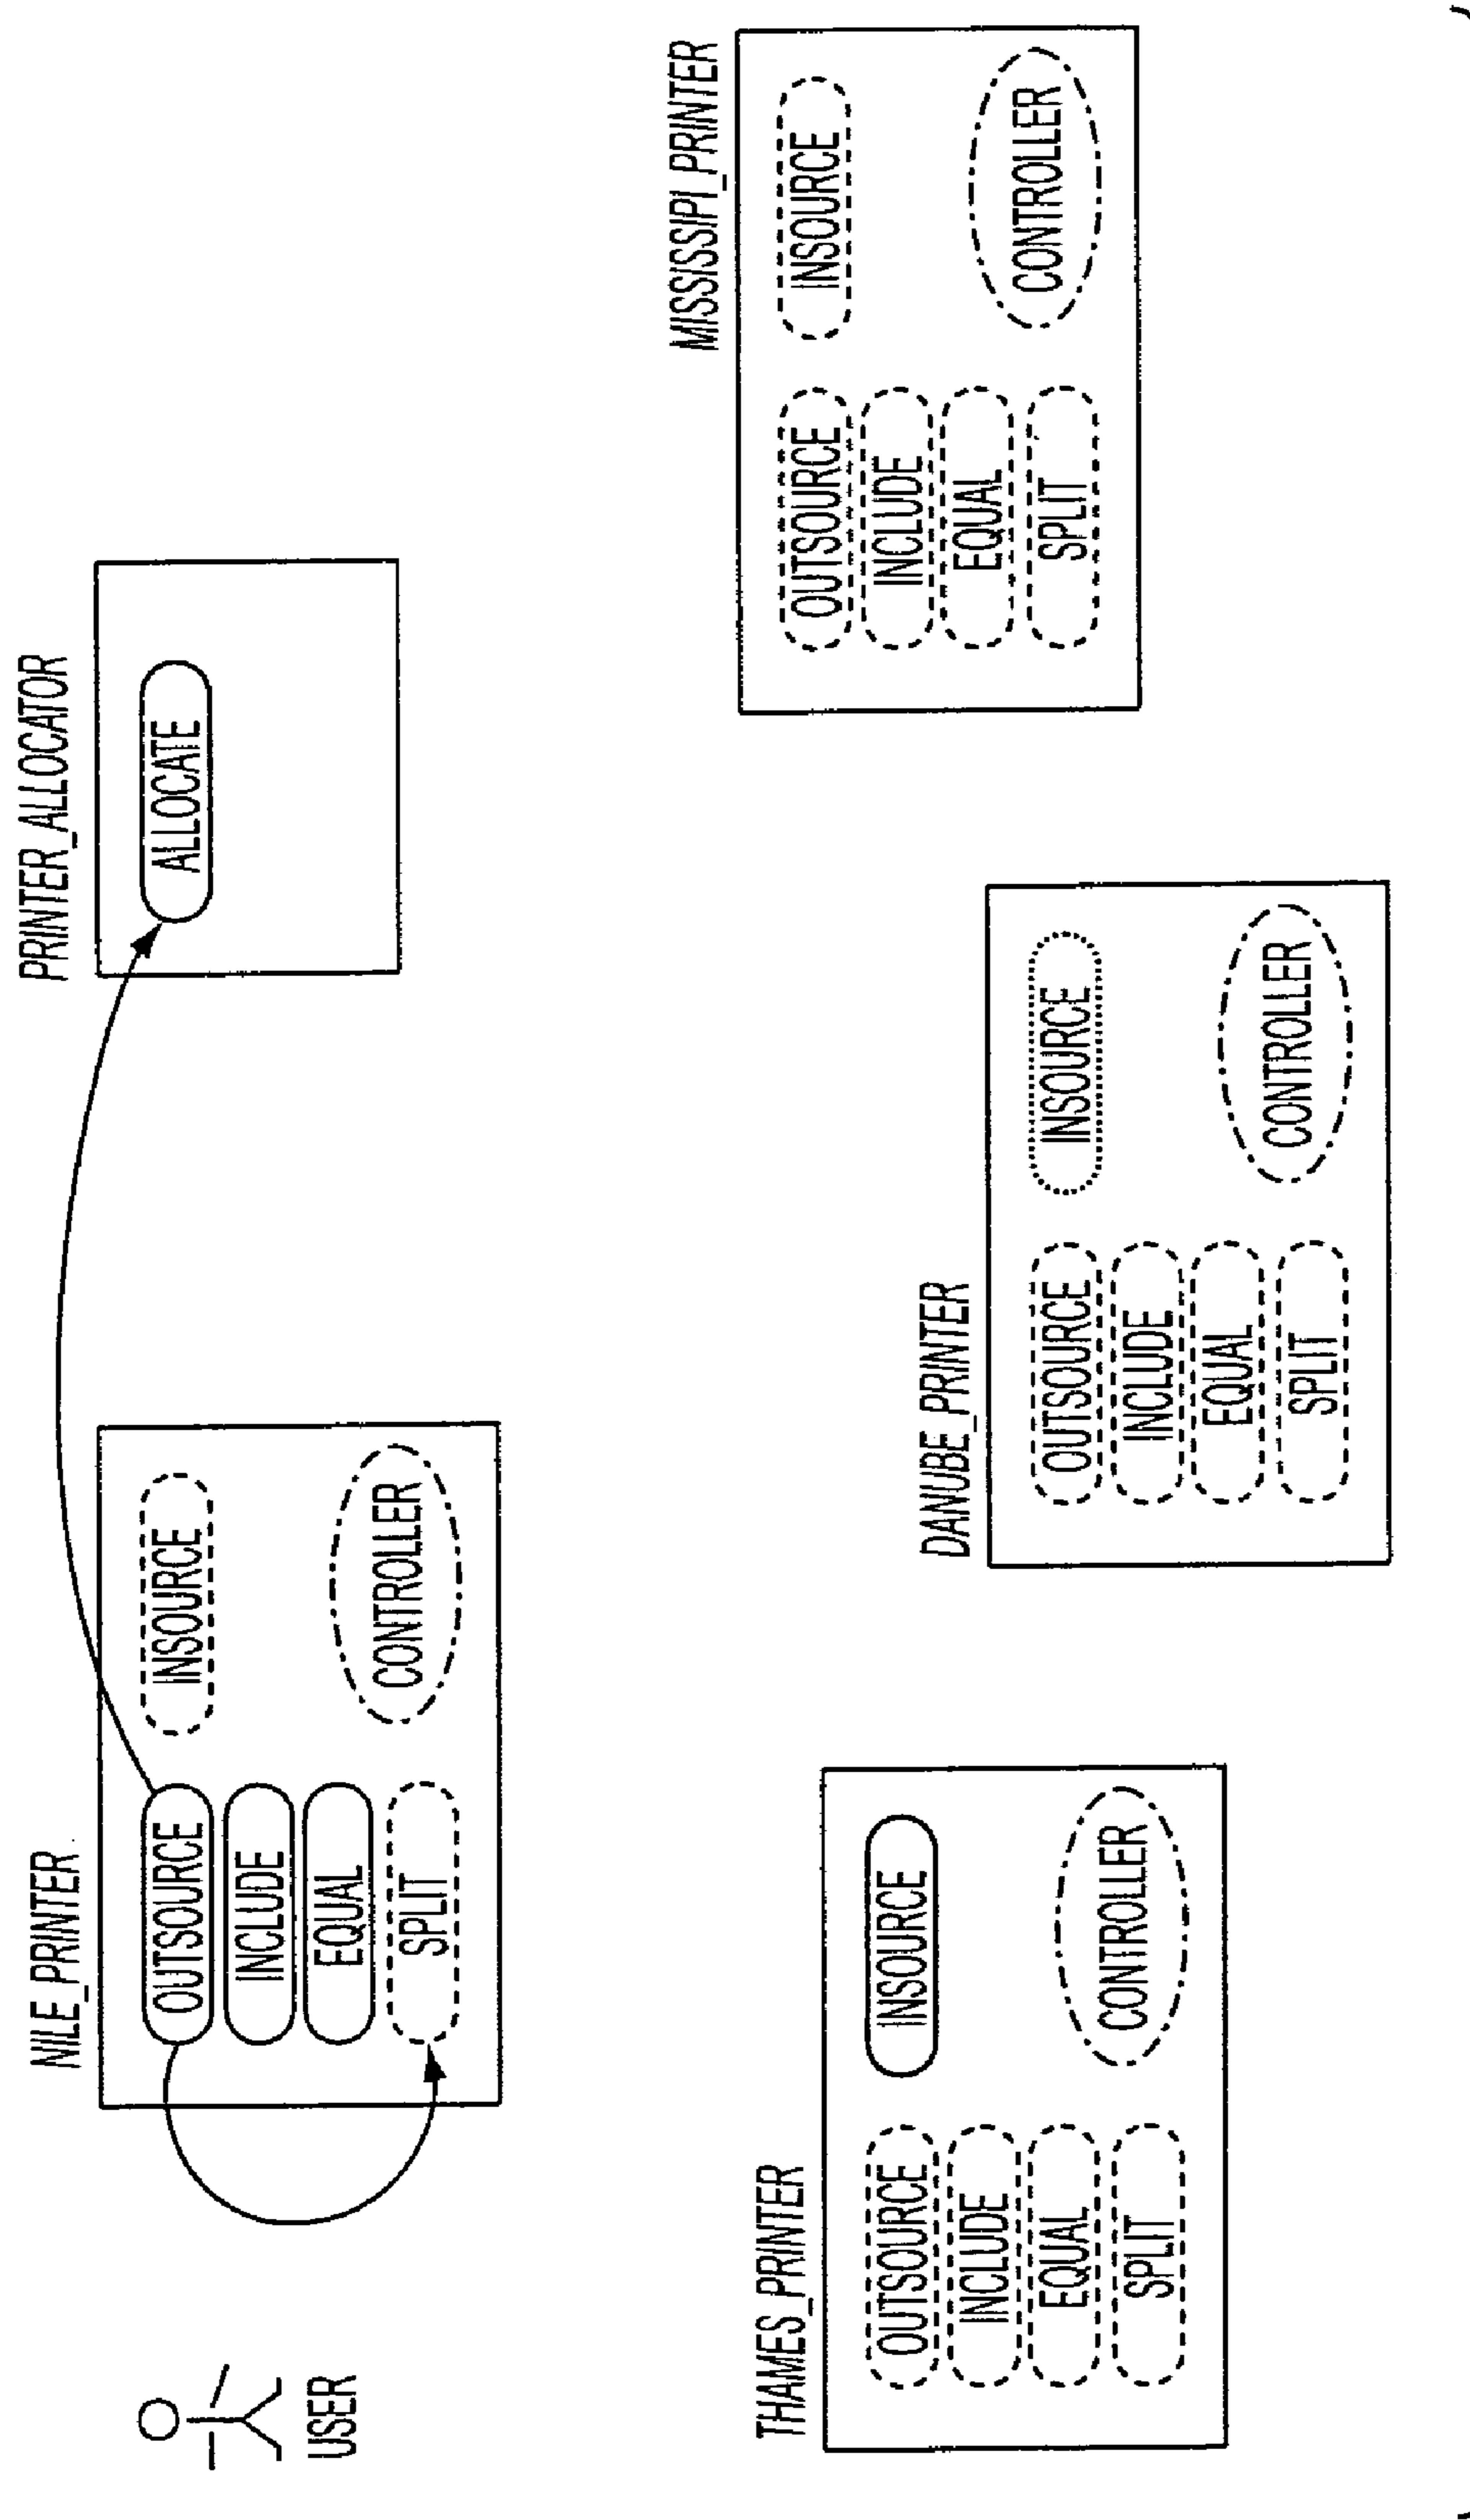 NILE_PRINTER
OUTSOURCE
INSOURCE
INCLUDE
EQUAL
CONTROLLER
SPLIT
USER
PRINTER_ALLOCATOR
ALLOCATE
THAMES_PRINTER
OUTSOURCE
INSOURCE
INCLUDE
EQUAL
CONTROLLER
SPLIT
DANUBE_PRINTER
OUTSOURCE
INSOURCE
INCLUDE
EQUAL
CONTROLLER
SPLIT
MISSISSIPI_PRINTER
OUTSOURCE
INSOURCE
INCLUDE
EQUAL
CONTROLLER
SPLIT